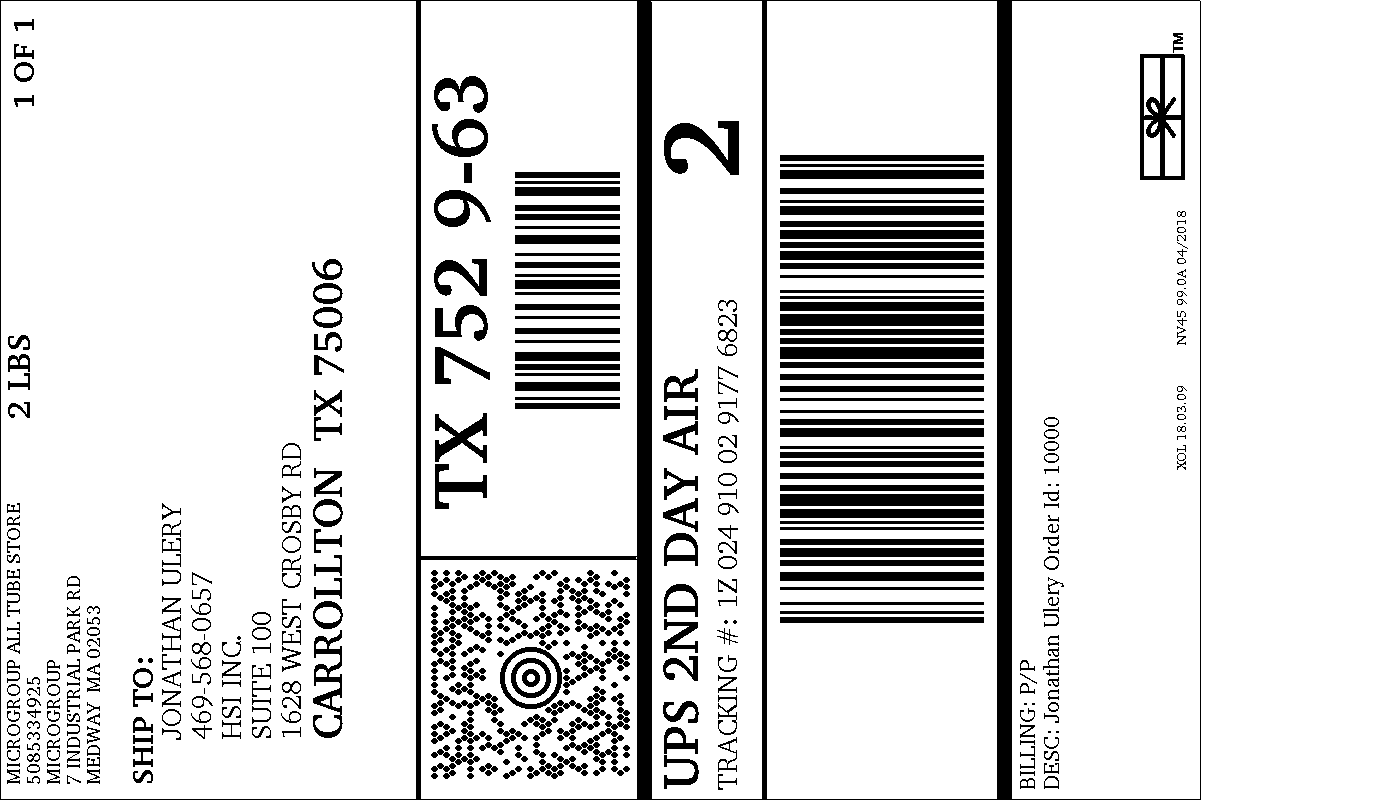 MICROGROUP ALL TUBE STORE
5085334925
MICROGROUP
7 INDUSTRIAL PARK RD
MEDWAY MA 02053
2 LBS
1 OF 1
SHIP TO:
JONATHAN ULERY
469-568-0657
HSI INC.
SUITE 100
1628 WEST CROSBY RD
CARROLLTON TX 75006
TX 752 9-63
UPS 2ND DAY AIR
2
TRACKING #: 1Z 024 910 02 9177 6823
BILLING: P/P
DESC: Jonathan Ulery Order Id: 10000
XOL 18.03.09 NV45 99.0A 04/2018
TM